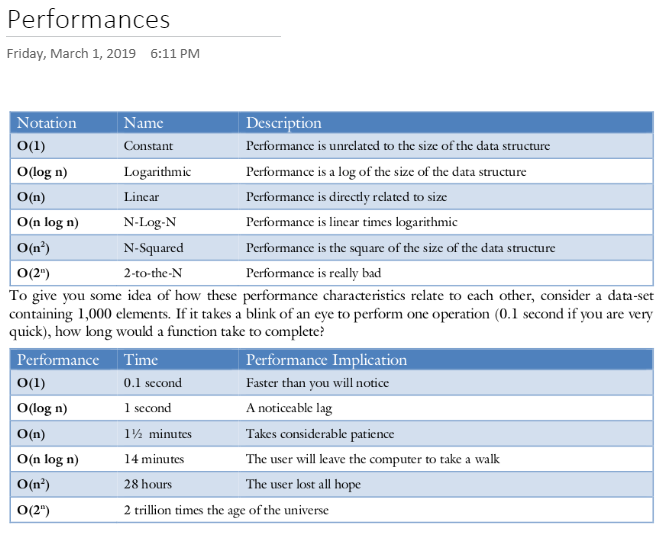 Performances
Friday, March 1, 2019 6:11 PM
Notation Name Description
O(1) Constant Performance is unrelated to the size of the data structure
O(log n) Logarithmic Performance is a log of the size of the data structure
O(n) Linear Performance is directly related to size
O(n log n) N-Log-N Performance is linear times logarithmic
O(n²) N-Squared Performance is the square of the size of the data structure
O(2ⁿ) 2-to-the-N Performance is really bad
To give you some idea of how these performance characteristics relate to each other, consider a data-set
containing 1,000 elements. If it takes a blink of an eye to perform one operation (0.1 second if you are very
quick), how long would a function take to complete?
Performance Time Performance Implication
O(1) 0.1 second Faster than you will notice
O(log n) 1 second A noticeable lag
O(n) 1½ minutes Takes considerable patience
O(n log n) 14 minutes The user will leave the computer to take a walk
O(n²) 28 hours The user lost all hope
O(2ⁿ) 2 trillion times the age of the universe